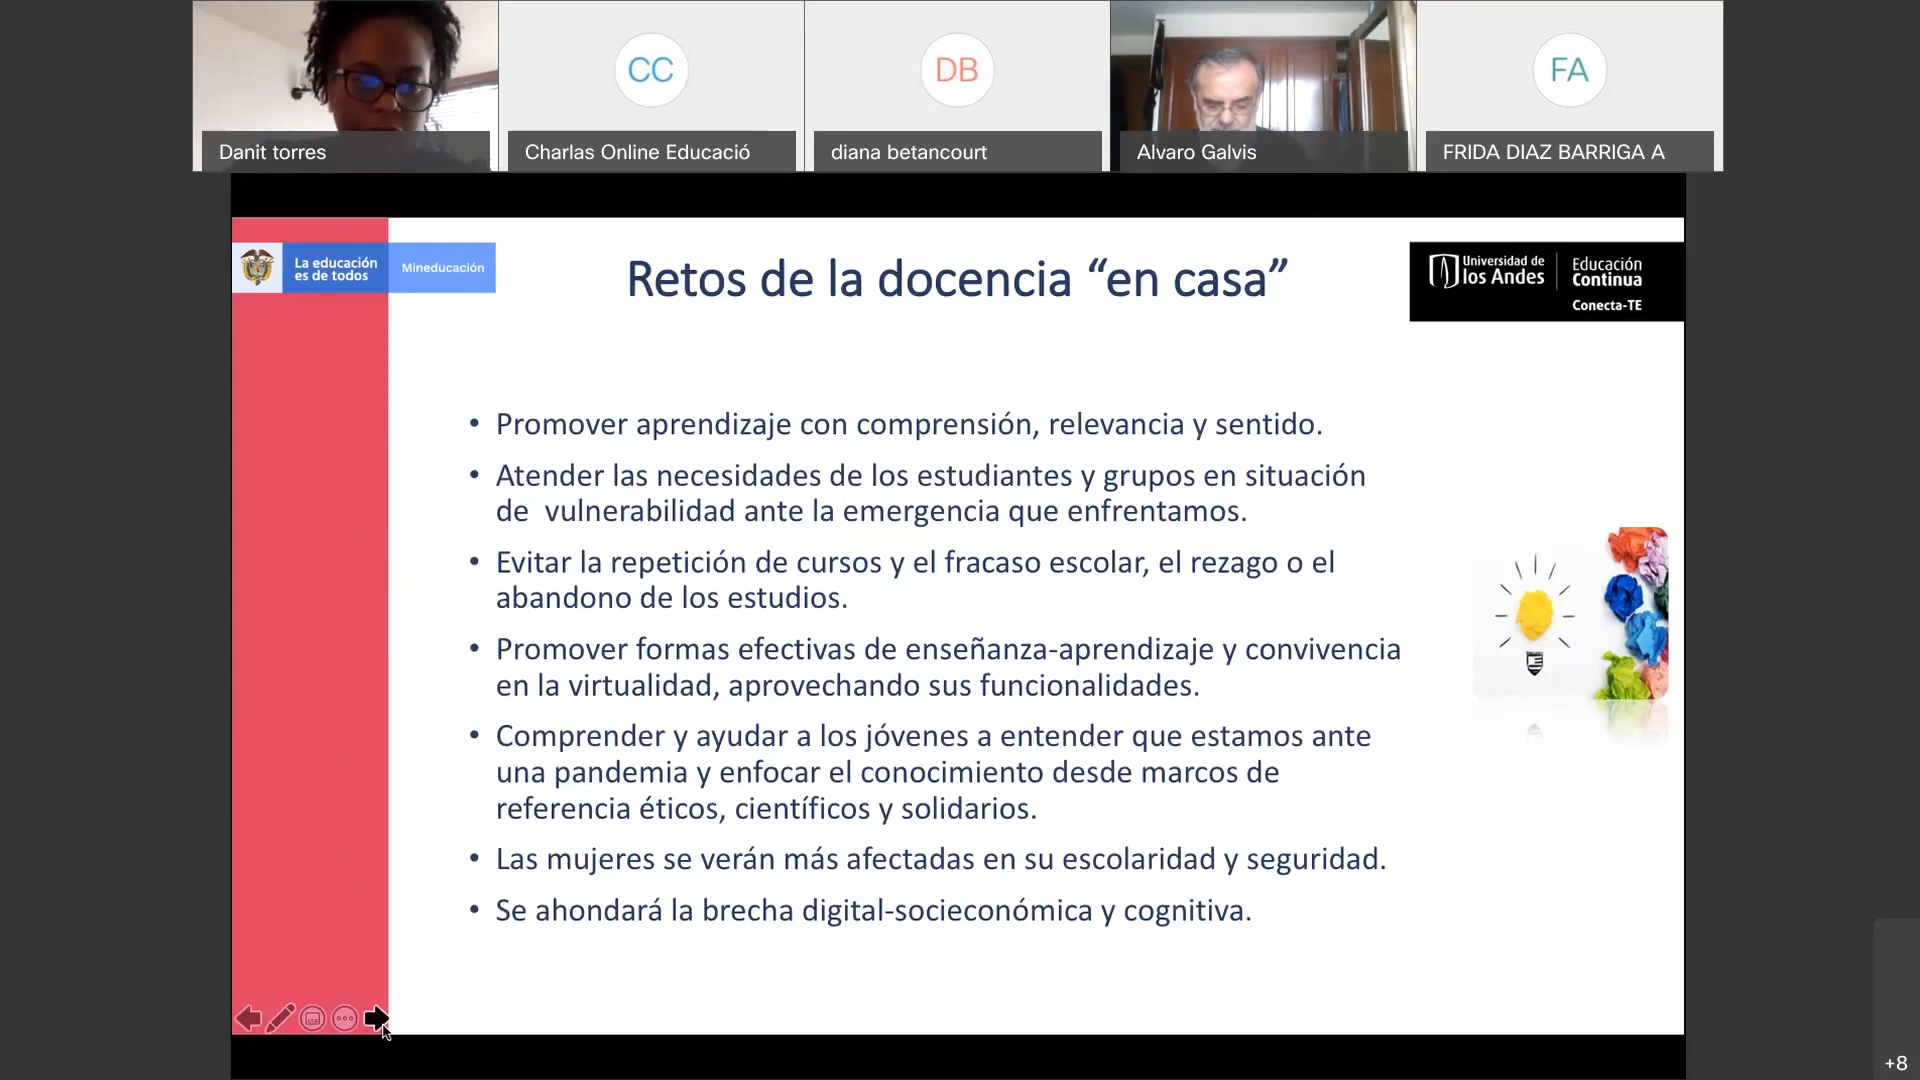 CC
DB
FA
Danit torres
Charlas Online Educació
diana betancourt
Alvaro Galvis
FRIDA DIAZ BARRIGA A
La educación
es de todos
Mineducación
Retos de la docencia “en casa”
Universidad de
los Andes
Educación
Continua
Conecta-TE
• Promover aprendizaje con comprensión, relevancia y sentido.
• Atender las necesidades de los estudiantes y grupos en situación
de vulnerabilidad ante la emergencia que enfrentamos.
• Evitar la repetición de cursos y el fracaso escolar, el rezago o el
abandono de los estudios.
• Promover formas efectivas de enseñanza-aprendizaje y convivencia
en la virtualidad, aprovechando sus funcionalidades.
• Comprender y ayudar a los jóvenes a entender que estamos ante
una pandemia y enfocar el conocimiento desde marcos de
referencia éticos, científicos y solidarios.
• Las mujeres se verán más afectadas en su escolaridad y seguridad.
• Se ahondará la brecha digital-socieconómica y cognitiva.
+8